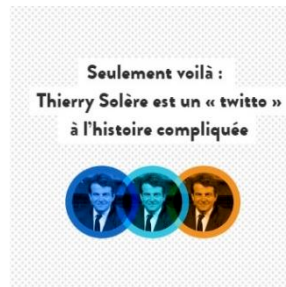 Seulement voilà :
Thierry Solère est un « twitto »
à l'histoire compliquée